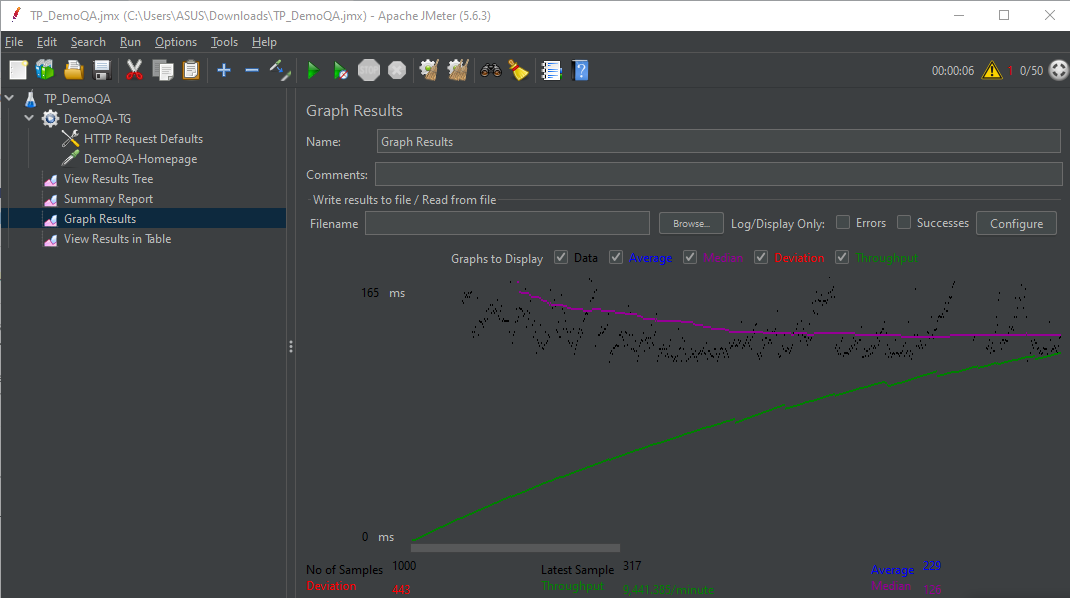 TP_DemoQA.jmx (C:\Users\ASUS\Downloads\TP_DemoQA.jmx) - Apache JMeter (5.6.3)
File Edit Search Run Options Tools Help
STOP
00:00:06 1 0/50
TP_DemoQA
DemoQA-TG
HTTP Request Defaults
DemoQA-Homepage
View Results Tree
Summary Report
Graph Results
View Results in Table
Graph Results
Name: Graph Results
Comments:
Write results to file / Read from file
Filename Browse... Log/Display Only: Errors Successes Configure
Graphs to Display Data Average Median Deviation Throughput
165 ms
0 ms
No of Samples 1000 Latest Sample 317 Average 229
Deviation 443 Throughput 9,441.385/minute Median